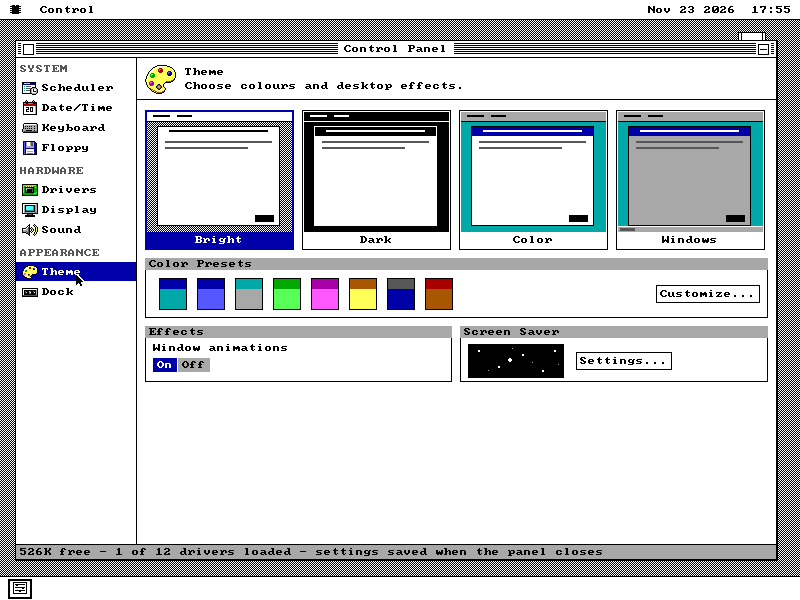 Control
Nov 23 2026 17:55
Control Panel
SYSTEM
Scheduler
Date/Time
Keyboard
Floppy
HARDWARE
Drivers
Display
Sound
APPEARANCE
Theme
Dock
Theme
Choose colours and desktop effects.
Bright
Dark
Color
Windows
Color Presets
Customize...
Effects
Window animations
On Off
Screen Saver
Settings...
526K free - 1 of 12 drivers loaded - settings saved when the panel closes